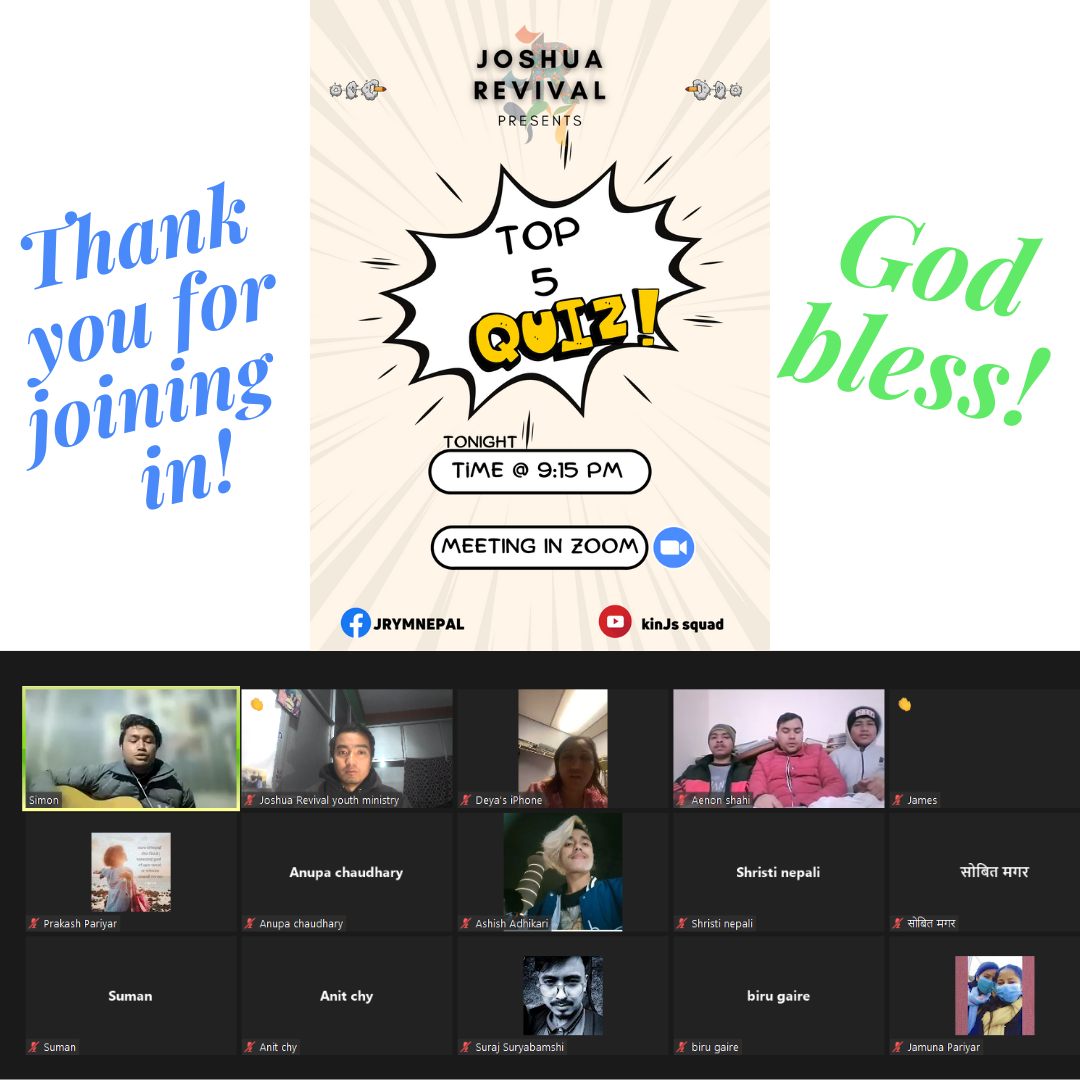 JOSHUA
REVIVAL
PRESENTS
Thank
you for
joining
in!
TOP
5
QUIZ!
God
bless!
TONIGHT
TIME @ 9:15 PM
MEETING IN ZOOM
JRYMNEPAL
kinJs squad
Simon
Joshua Revival youth ministry
Deya's iPhone
Aenon shahi
James
Prakash Pariyar
Anupa chaudhary
Anupa chaudhary
Ashish Adhikari
Shristi nepali
Shristi nepali
सोबित मगर
सोबित मगर
Suman
Suman
Anit chy
Anit chy
Suraj Suryabamshi
biru gaire
biru gaire
Jamuna Pariyar